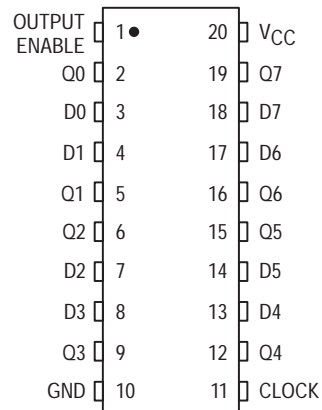 OUTPUT
ENABLE 1 20 VCC
Q0 2 19 Q7
D0 3 18 D7
D1 4 17 D6
Q1 5 16 Q6
Q2 6 15 Q5
D2 7 14 D5
D3 8 13 D4
Q3 9 12 Q4
GND 10 11 CLOCK